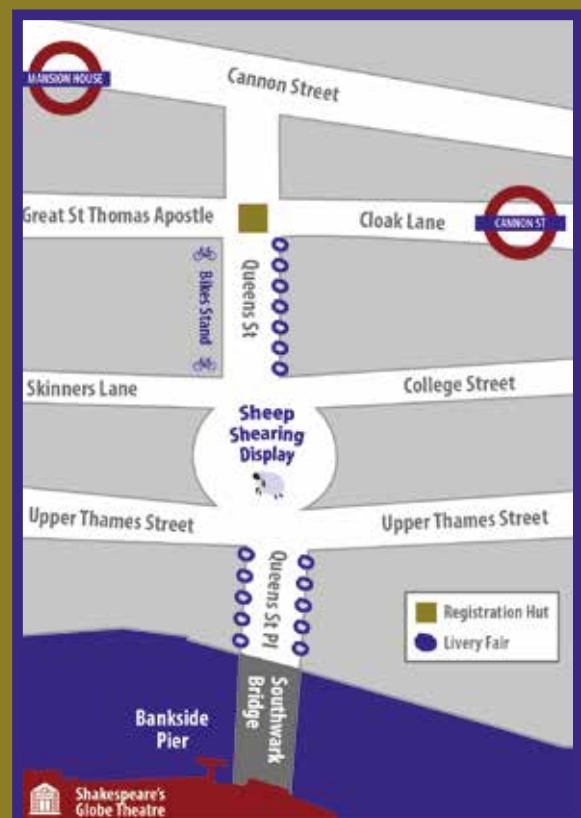 MANSION HOUSE
Cannon Street
Great St Thomas Apostle
Cloak Lane
CANNON ST
Bikes Stand
Queens St
Skinners Lane
College Street
Sheep
Shearing
Display
Upper Thames Street
Upper Thames Street
Queens St Pl
Registration Hut
Livery Fair
Southwark
Bridge
Bankside
Pier
Shakespeare's
Globe Theatre